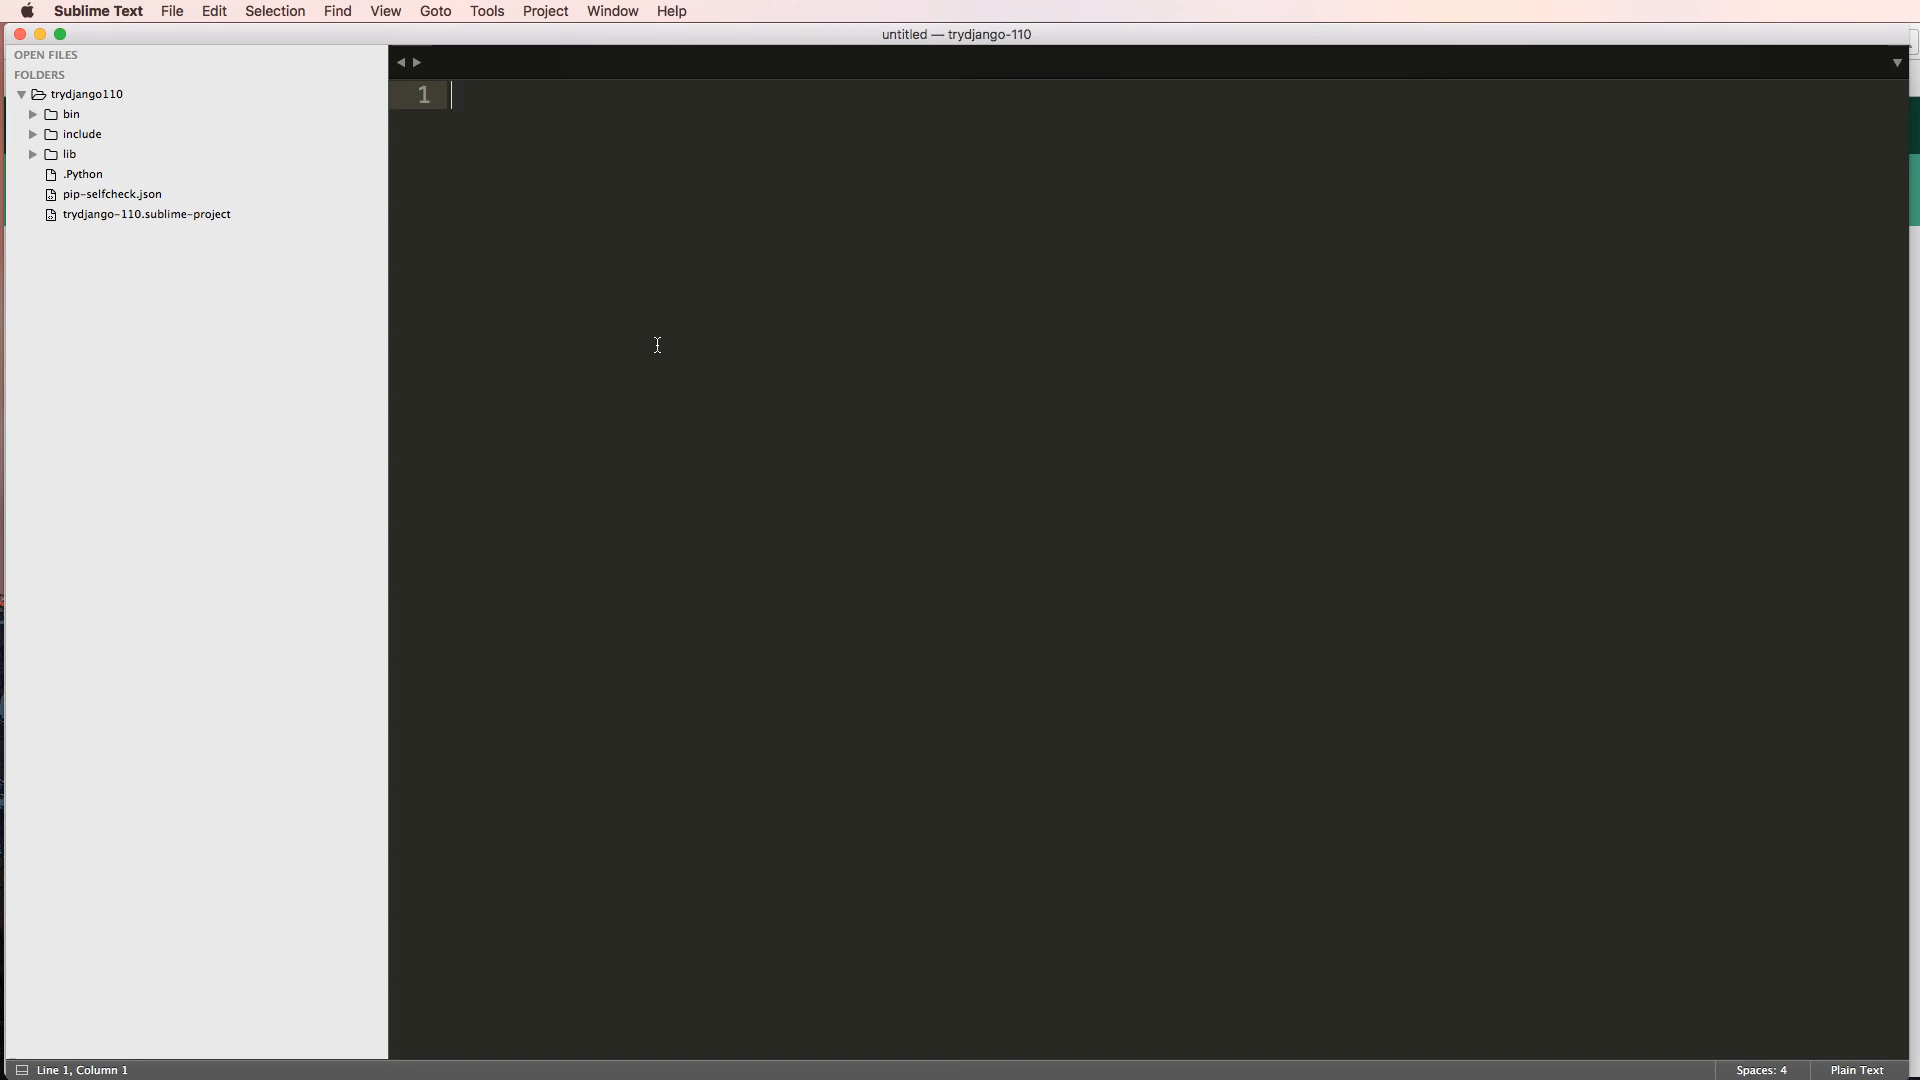 Sublime Text File Edit Selection Find View Goto Tools Project Window Help
untitled — trydjango-110
OPEN FILES
FOLDERS
trydjango110
bin
include
lib
.Python
pip-selfcheck.json
trydjango-110.sublime-project
1
Line 1, Column 1 Spaces: 4 Plain Text